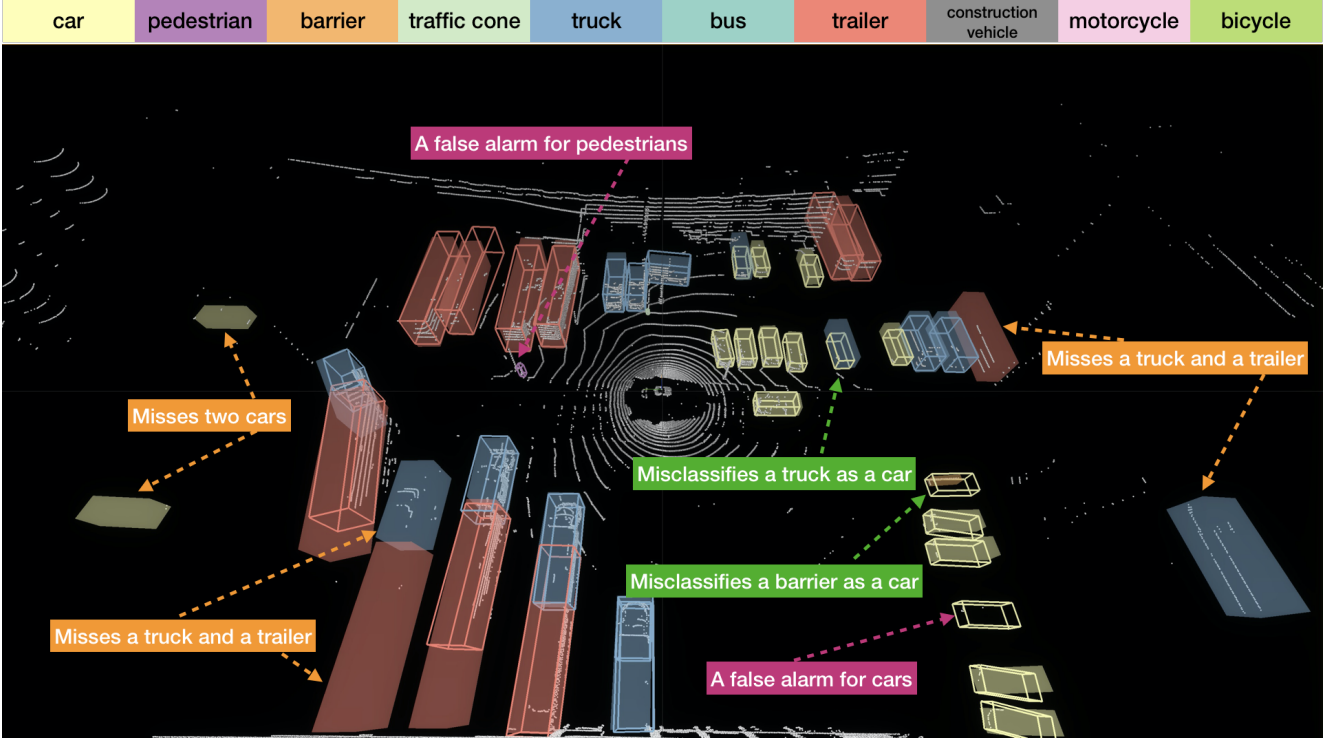 car
pedestrian
barrier
traffic cone
truck
bus
trailer
construction
vehicle
motorcycle
bicycle
A false alarm for pedestrians
Misses a truck and a trailer
Misses two cars
Misclassifies a truck as a car
Misclassifies a barrier as a car
Misses a truck and a trailer
A false alarm for cars